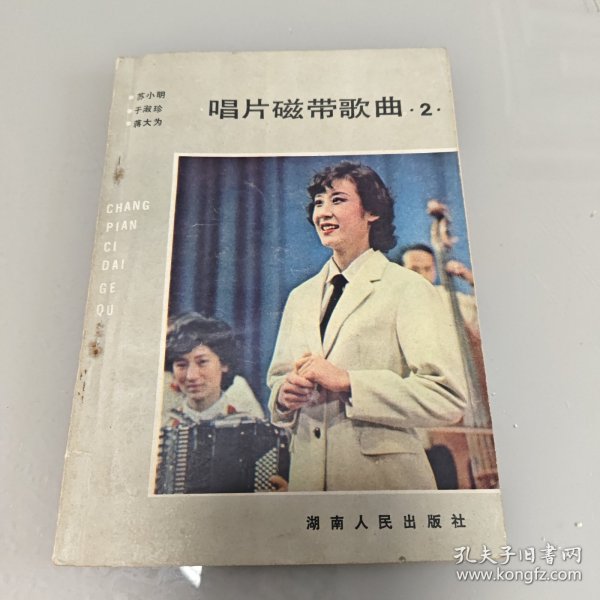 苏小明
于淑珍
蒋大为
唱片磁带歌曲·2·
CHANG
PIAN
CI
DAI
GE
QU
湖南人民出版社
孔夫子旧书网
www.kongfz.com